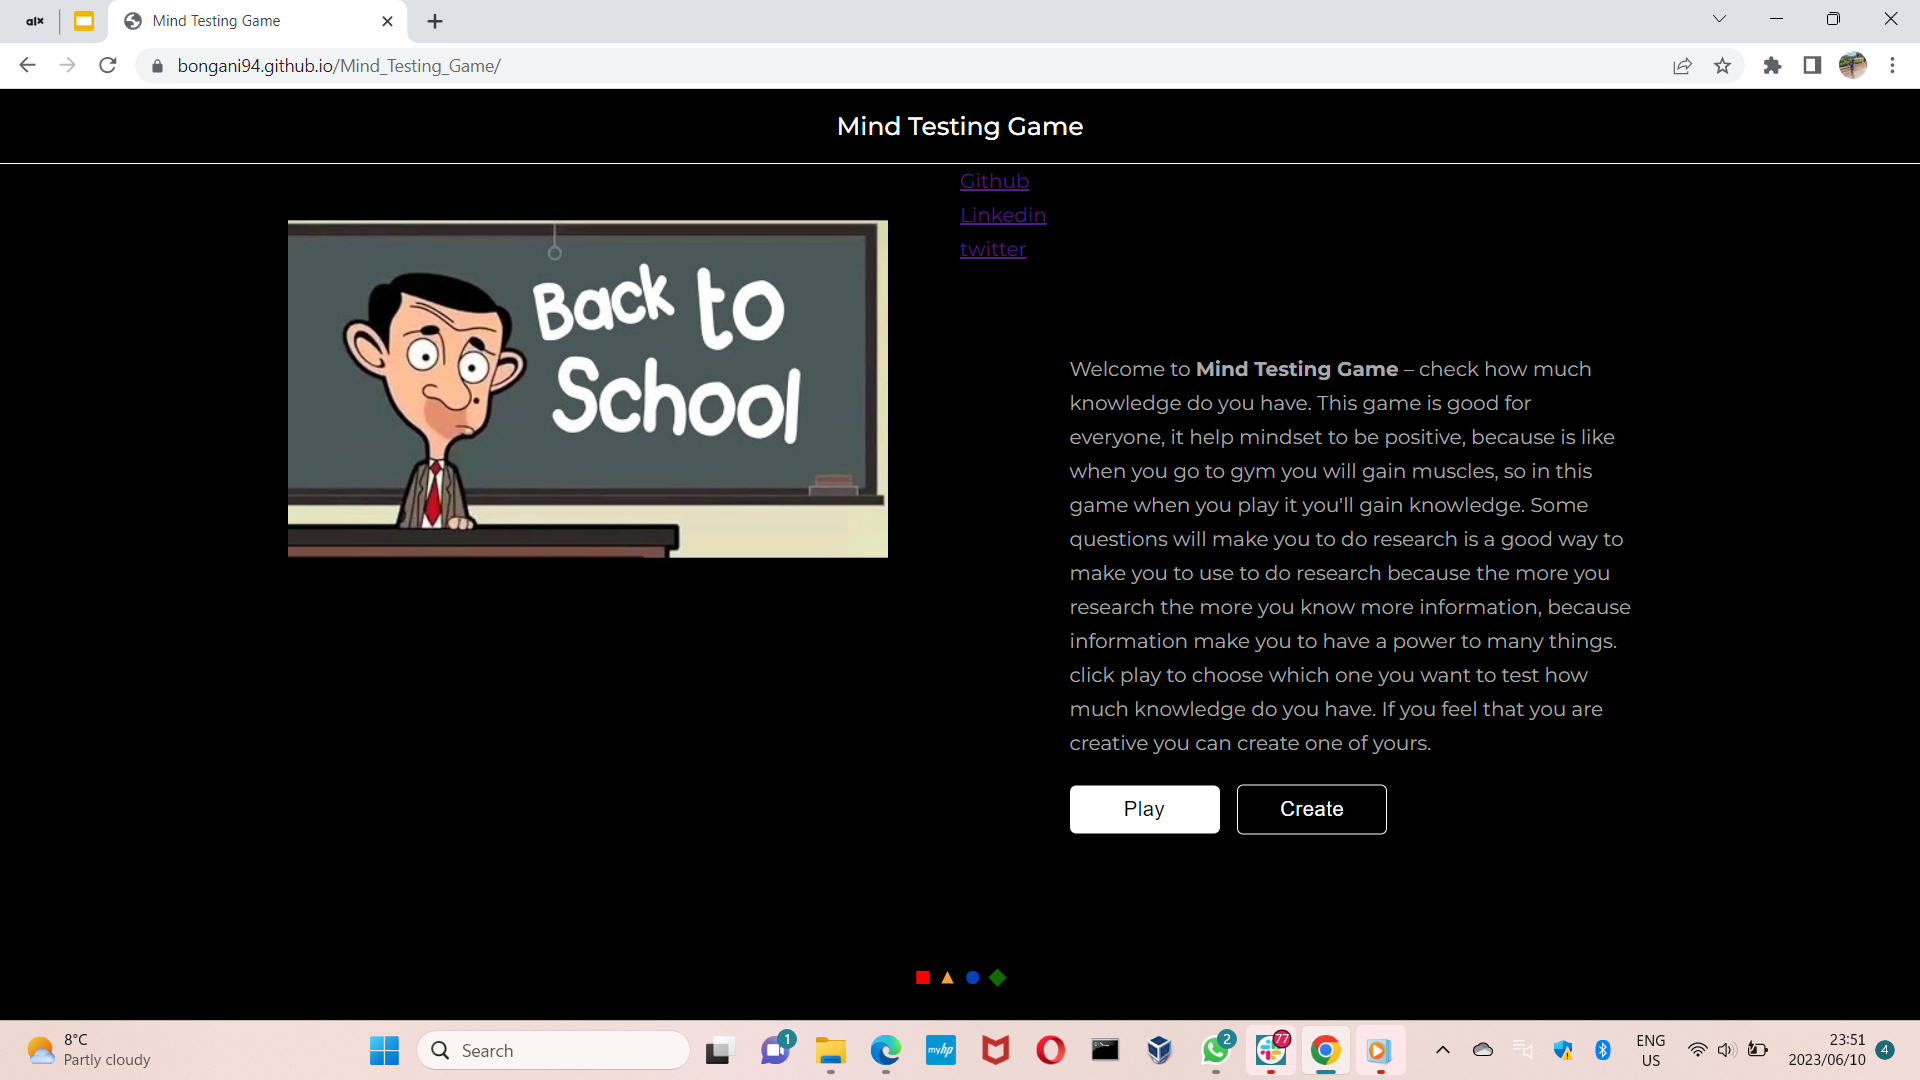 alx
Mind Testing Game
bongani94.github.io/Mind_Testing_Game/
Mind Testing Game
Github
Linkedin
twitter
Back to
School
Welcome to Mind Testing Game – check how much
knowledge do you have. This game is good for
everyone, it help mindset to be positive, because is like
when you go to gym you will gain muscles, so in this
game when you play it you'll gain knowledge. Some
questions will make you to do research is a good way to
make you to use to do research because the more you
research the more you know more information, because
information make you to have a power to many things.
click play to choose which one you want to test how
much knowledge do you have. If you feel that you are
creative you can create one of yours.
Play
Create
8°C
Partly cloudy
Search
1
myhp
2
77
ENG
US
23:51
2023/06/10
4